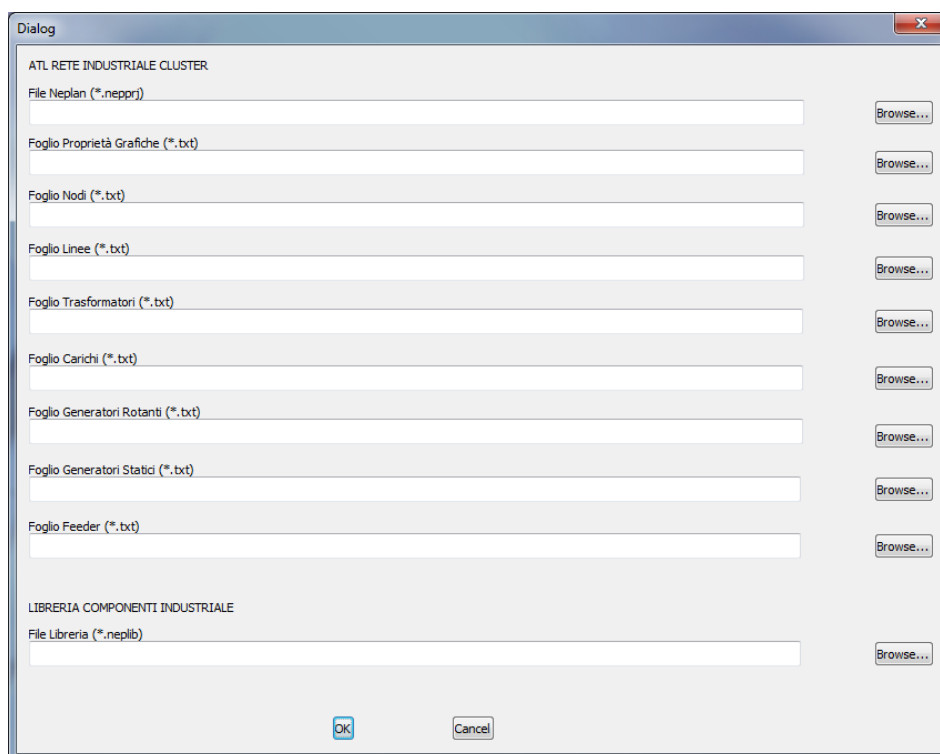 Dialog
ATL RETE INDUSTRIALE CLUSTER
File Neplan (*.nepprj)
Browse...
Foglio Proprietà Grafiche (*.txt)
Browse...
Foglio Nodi (*.txt)
Browse...
Foglio Linee (*.txt)
Browse...
Foglio Trasformatori (*.txt)
Browse...
Foglio Carichi (*.txt)
Browse...
Foglio Generatori Rotanti (*.txt)
Browse...
Foglio Generatori Statici (*.txt)
Browse...
Foglio Feeder (*.txt)
Browse...
LIBRERIA COMPONENTI INDUSTRIALE
File Libreria (*.neplib)
Browse...
OK Cancel